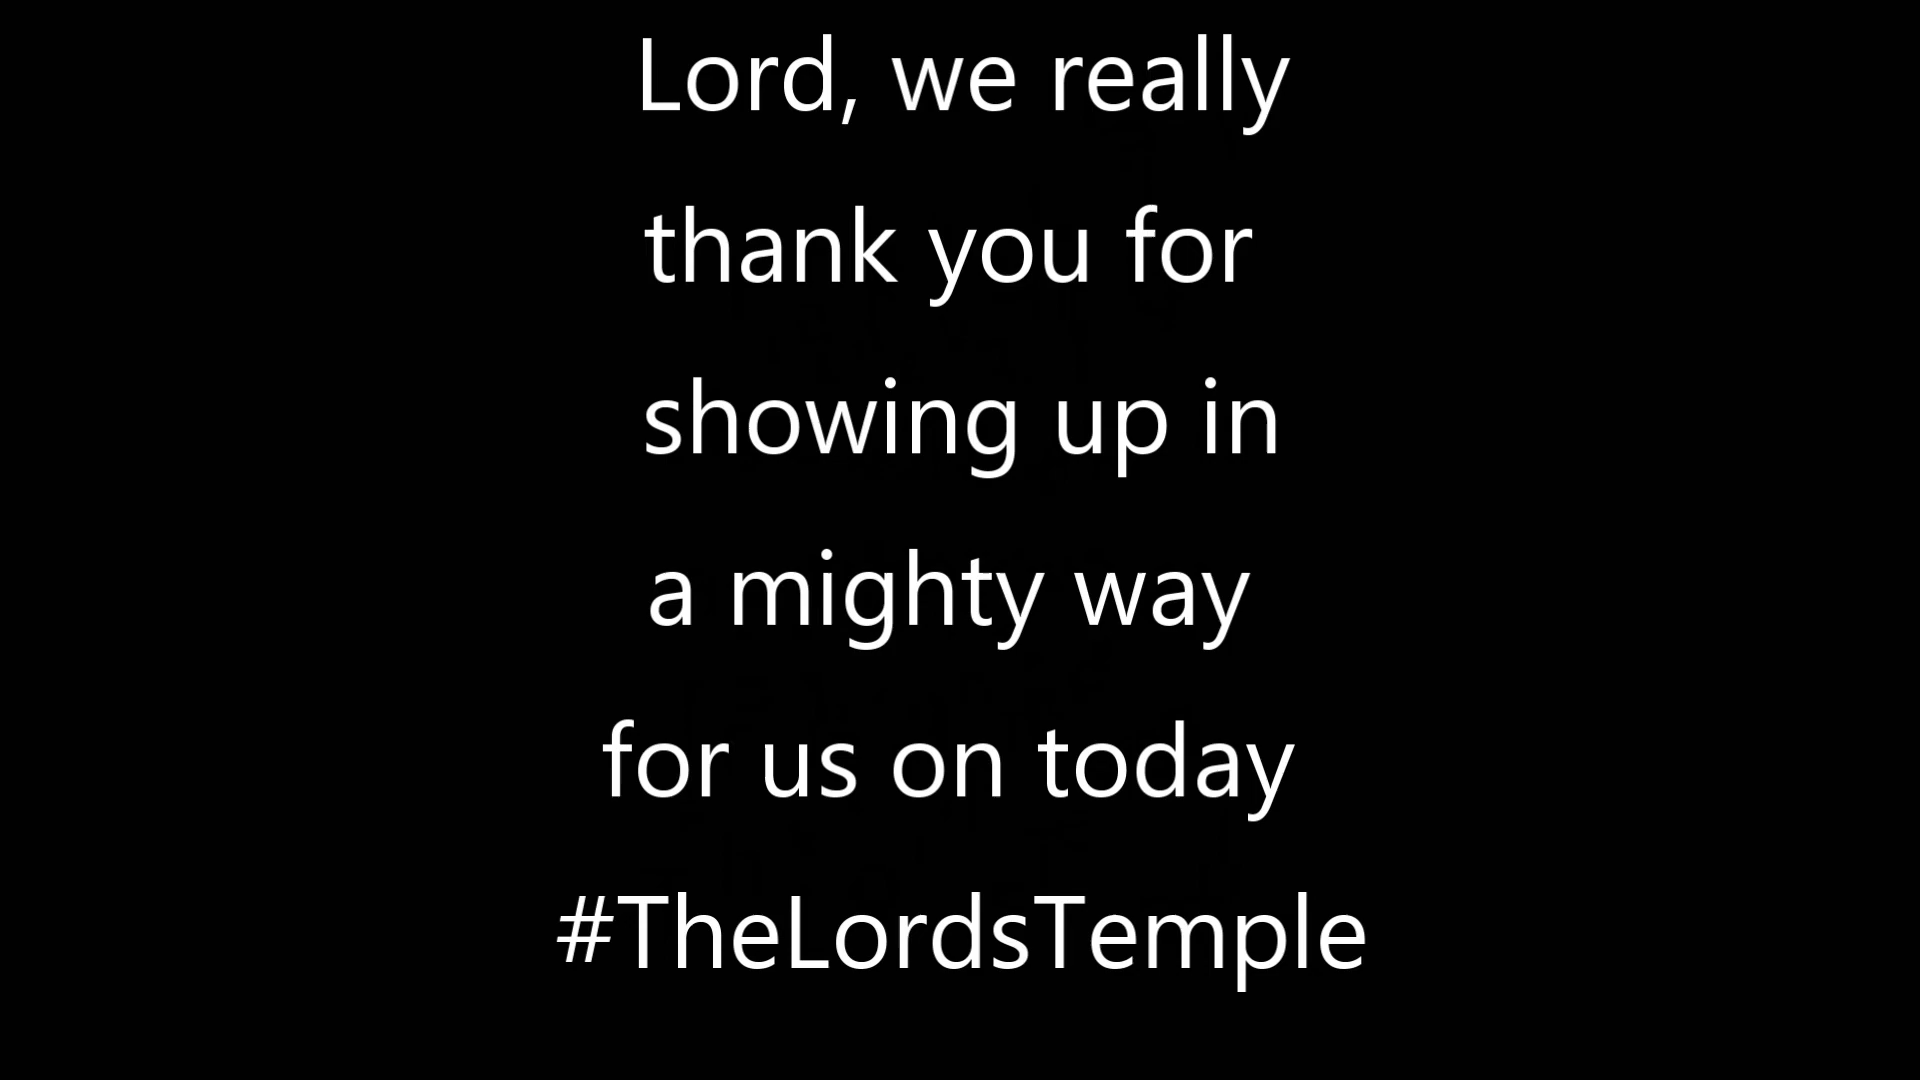 Lord, we really
thank you for
showing up in
a mighty way
for us on today
#TheLordsTemple